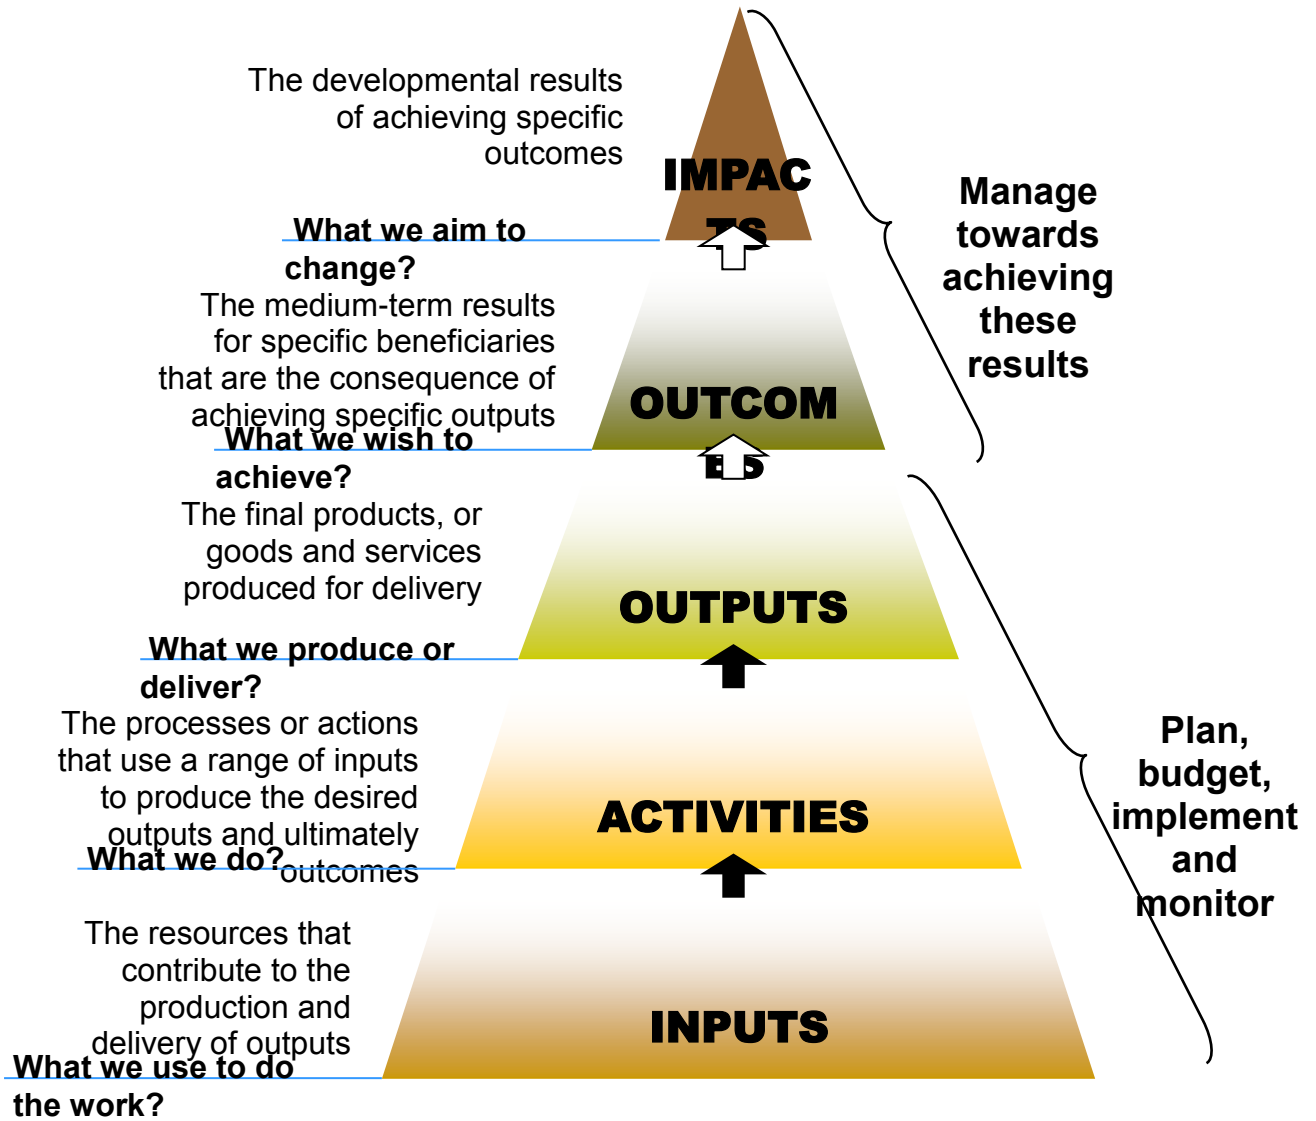 The developmental results
of achieving specific
outcomes
IMPAC
TS
What we aim to
change?
Manage
towards
achieving
these
results
The medium-term results
for specific beneficiaries
that are the consequence of
achieving specific outputs
OUTCOM
ES
What we wish to
achieve?
The final products, or
goods and services
produced for delivery
OUTPUTS
What we produce or
deliver?
The processes or actions
that use a range of inputs
to produce the desired
outputs and ultimately
outcomes
ACTIVITIES
What we do?
Plan,
budget,
implement
and
monitor
The resources that
contribute to the
production and
delivery of outputs
INPUTS
What we use to do
the work?